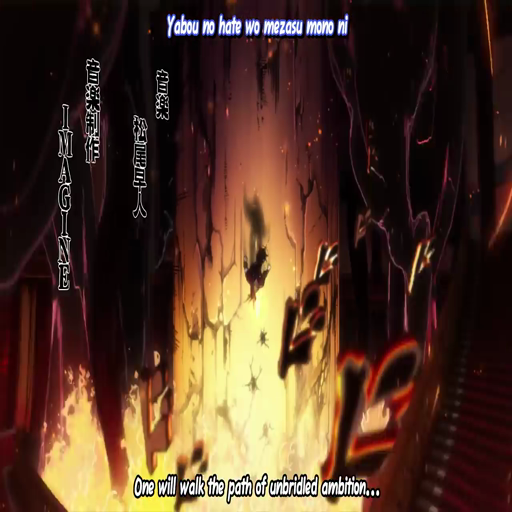 Yabou no hate wo mezasu mono ni
音楽
松尾早人
音楽制作
IMAGINE
One will walk the path of unbridled ambition...